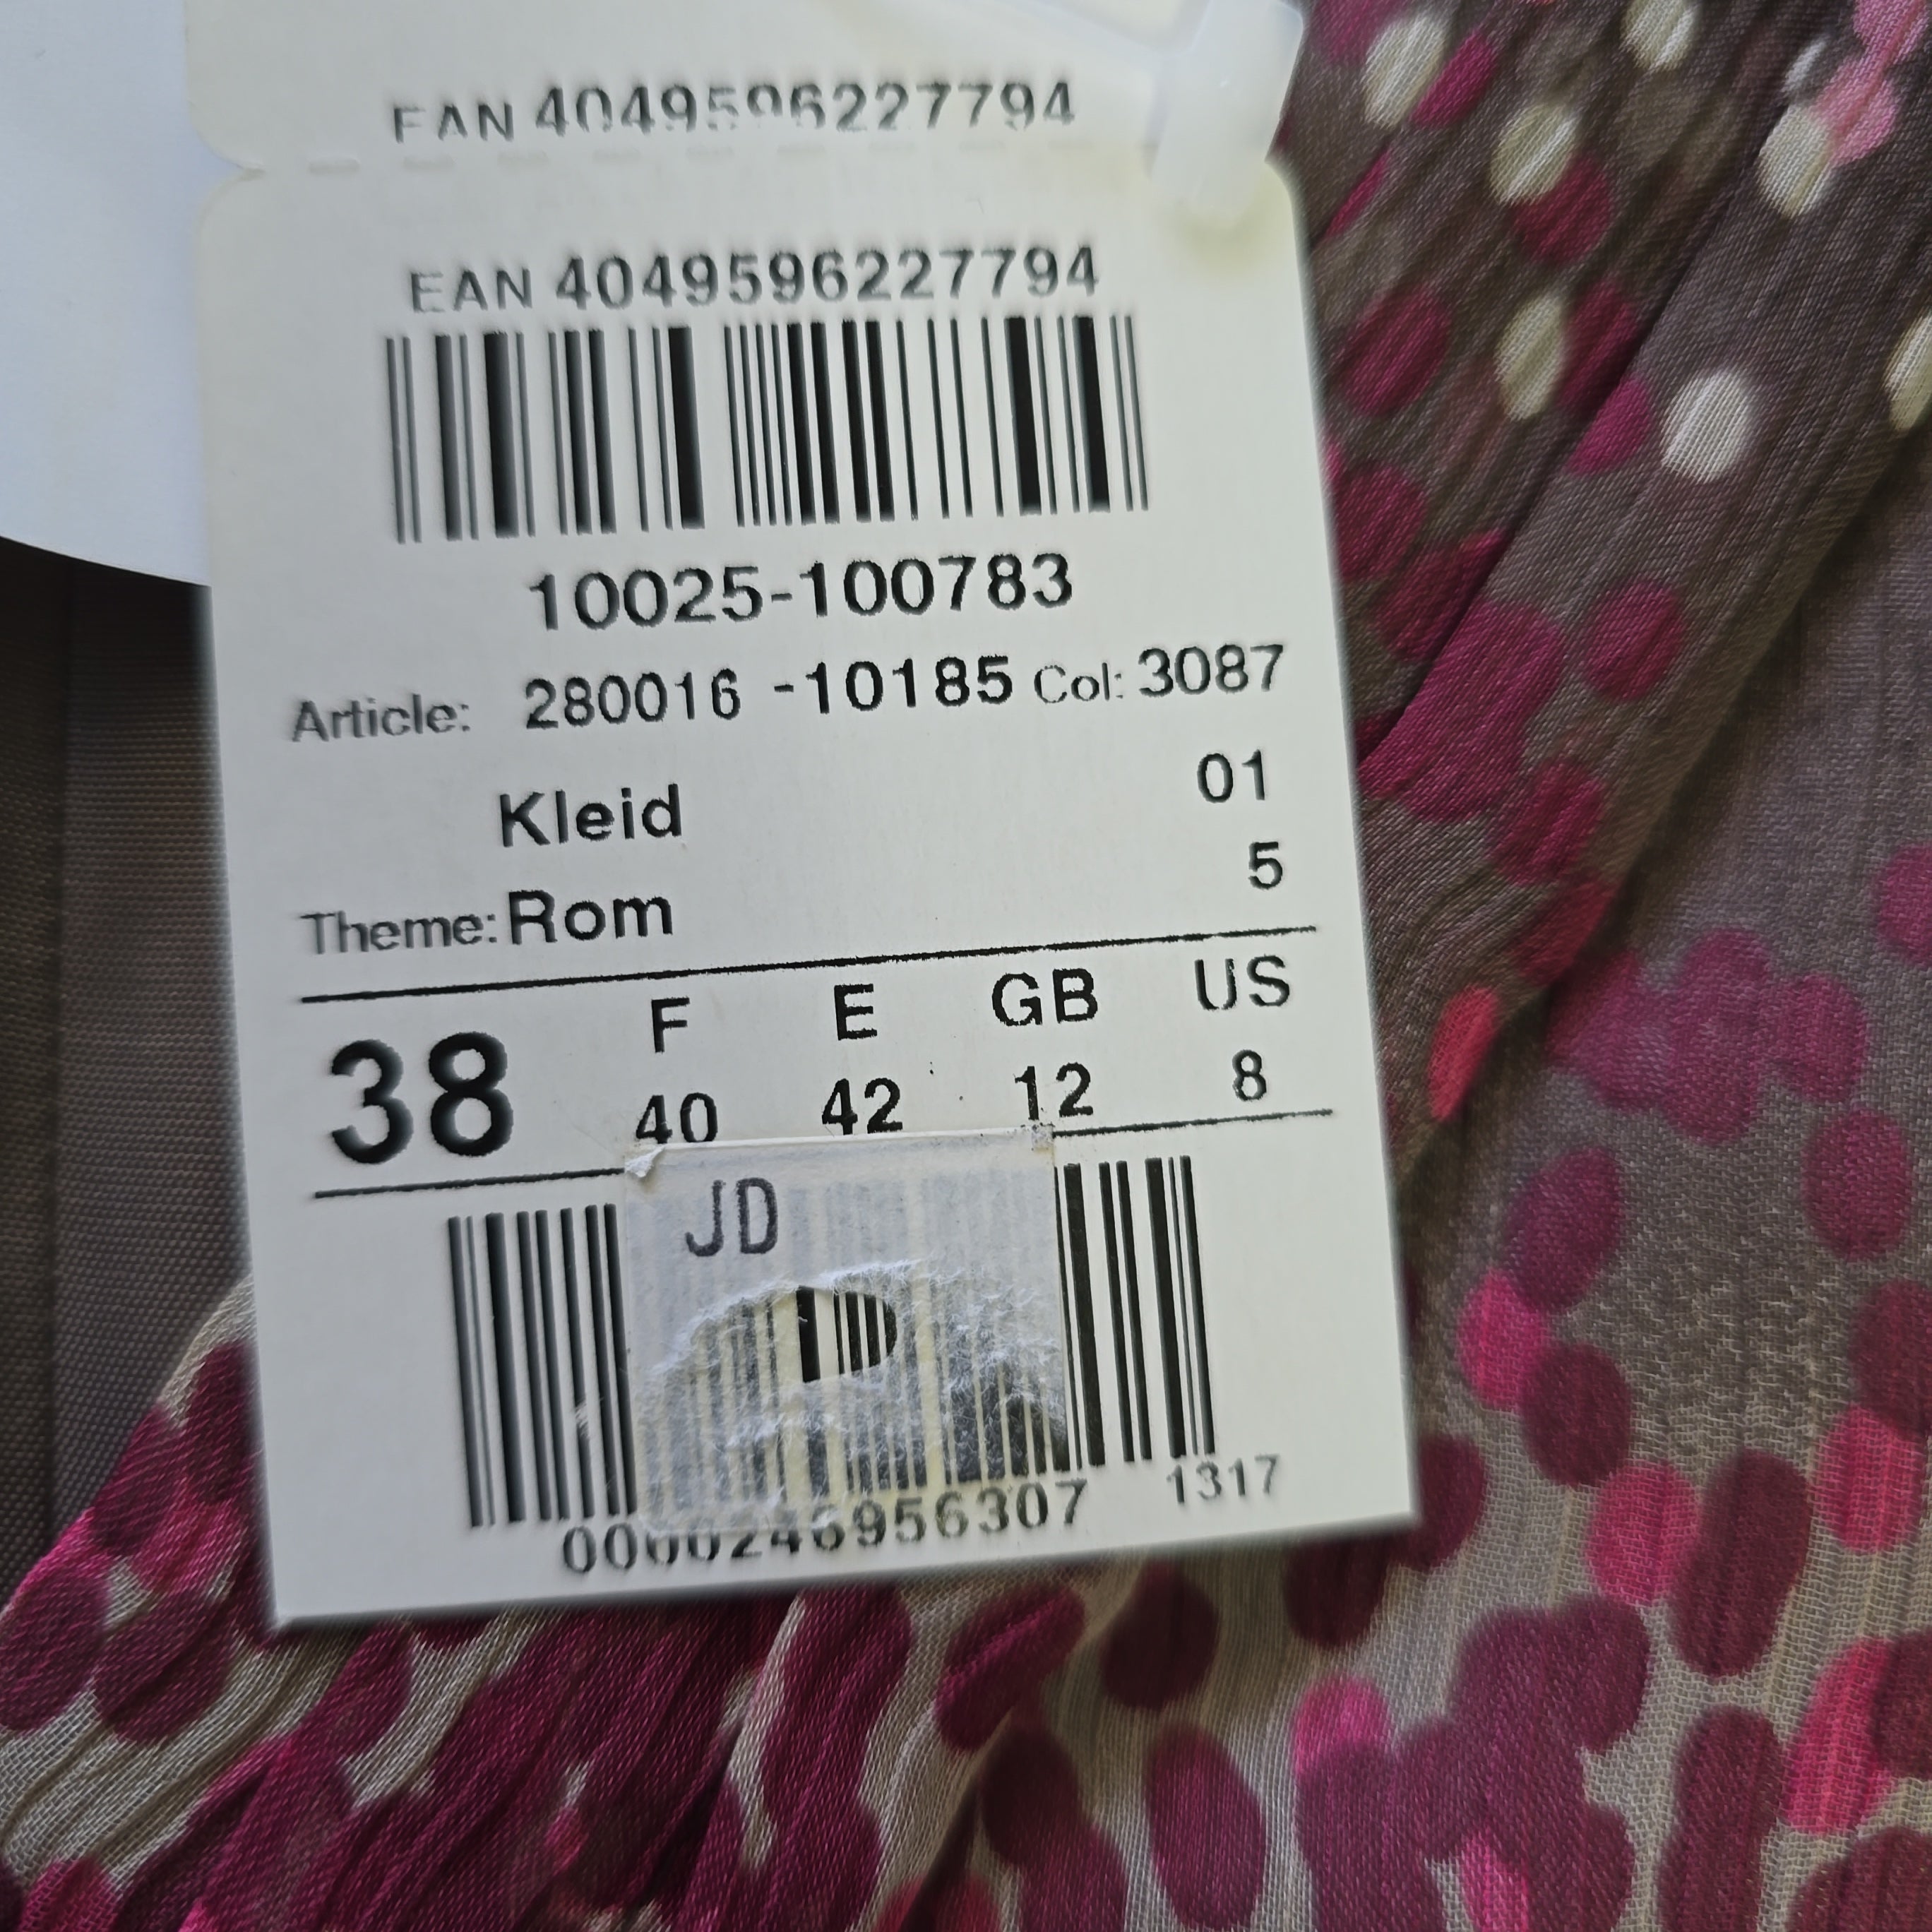 EAN 4049596227794
EAN 4049596227794
10025-100783
Article: 280016 -10185 Col: 3087
Kleid 01
Theme: Rom 5
38 F E GB US
40 42 12 8
JD
0000246956307 1317